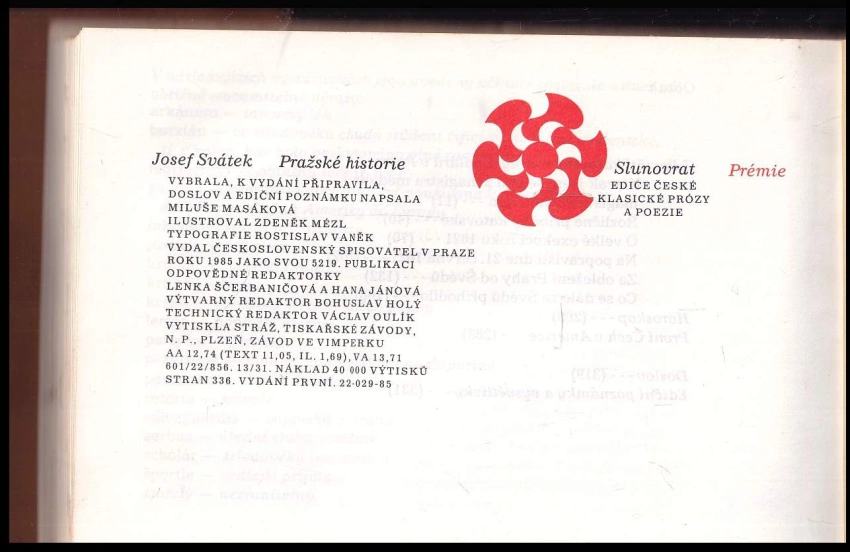 Josef Svátek Pražské historie
VYBRALA, K VYDÁNÍ PŘIPRAVILA,
DOSLOV A EDIČNÍ POZNÁMKU NAPSALA
MILUŠE MASÁKOVÁ
ILUSTROVAL ZDENĚK MÉZL
TYPOGRAFIE ROSTISLAV VANĚK
VYDAL ČESKOSLOVENSKÝ SPISOVATEL V PRAZE
ROKU 1985 JAKO SVOU 5219. PUBLIKACI
ODPOVĚDNÉ REDAKTORKY
LENKA ŠČERBANIČOVÁ A HANA JÁNOVÁ
VÝTVARNÝ REDAKTOR BOHUSLAV HOLÝ
TECHNICKÝ REDAKTOR VÁCLAV OULÍK
VYTISKLA STRÁŽ, TISKAŘSKÉ ZÁVODY,
N. P., PLZEŇ, ZÁVOD VE VIMPERKU
AA 12,74 (TEXT 11,05, IL. 1,69), VA 13,71
601/22/856. 13/31. NÁKLAD 40 000 VÝTISKŮ
STRAN 336. VYDÁNÍ PRVNÍ. 22-029-85
Slunovrat Prémie
EDICE ČESKÉ
KLASICKÉ PRÓZY
A POEZIE